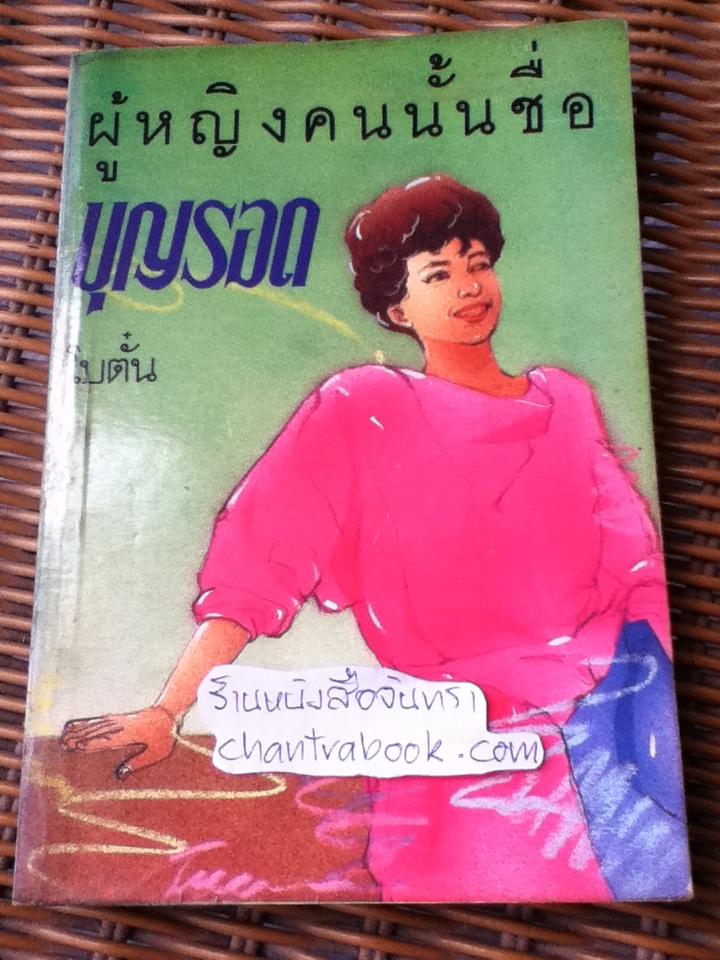 ผู้หญิงคนนั้นชื่อ
บุญรอด
โบตั๋น
ร้านหนังสือจันทรา
chantrabook.com